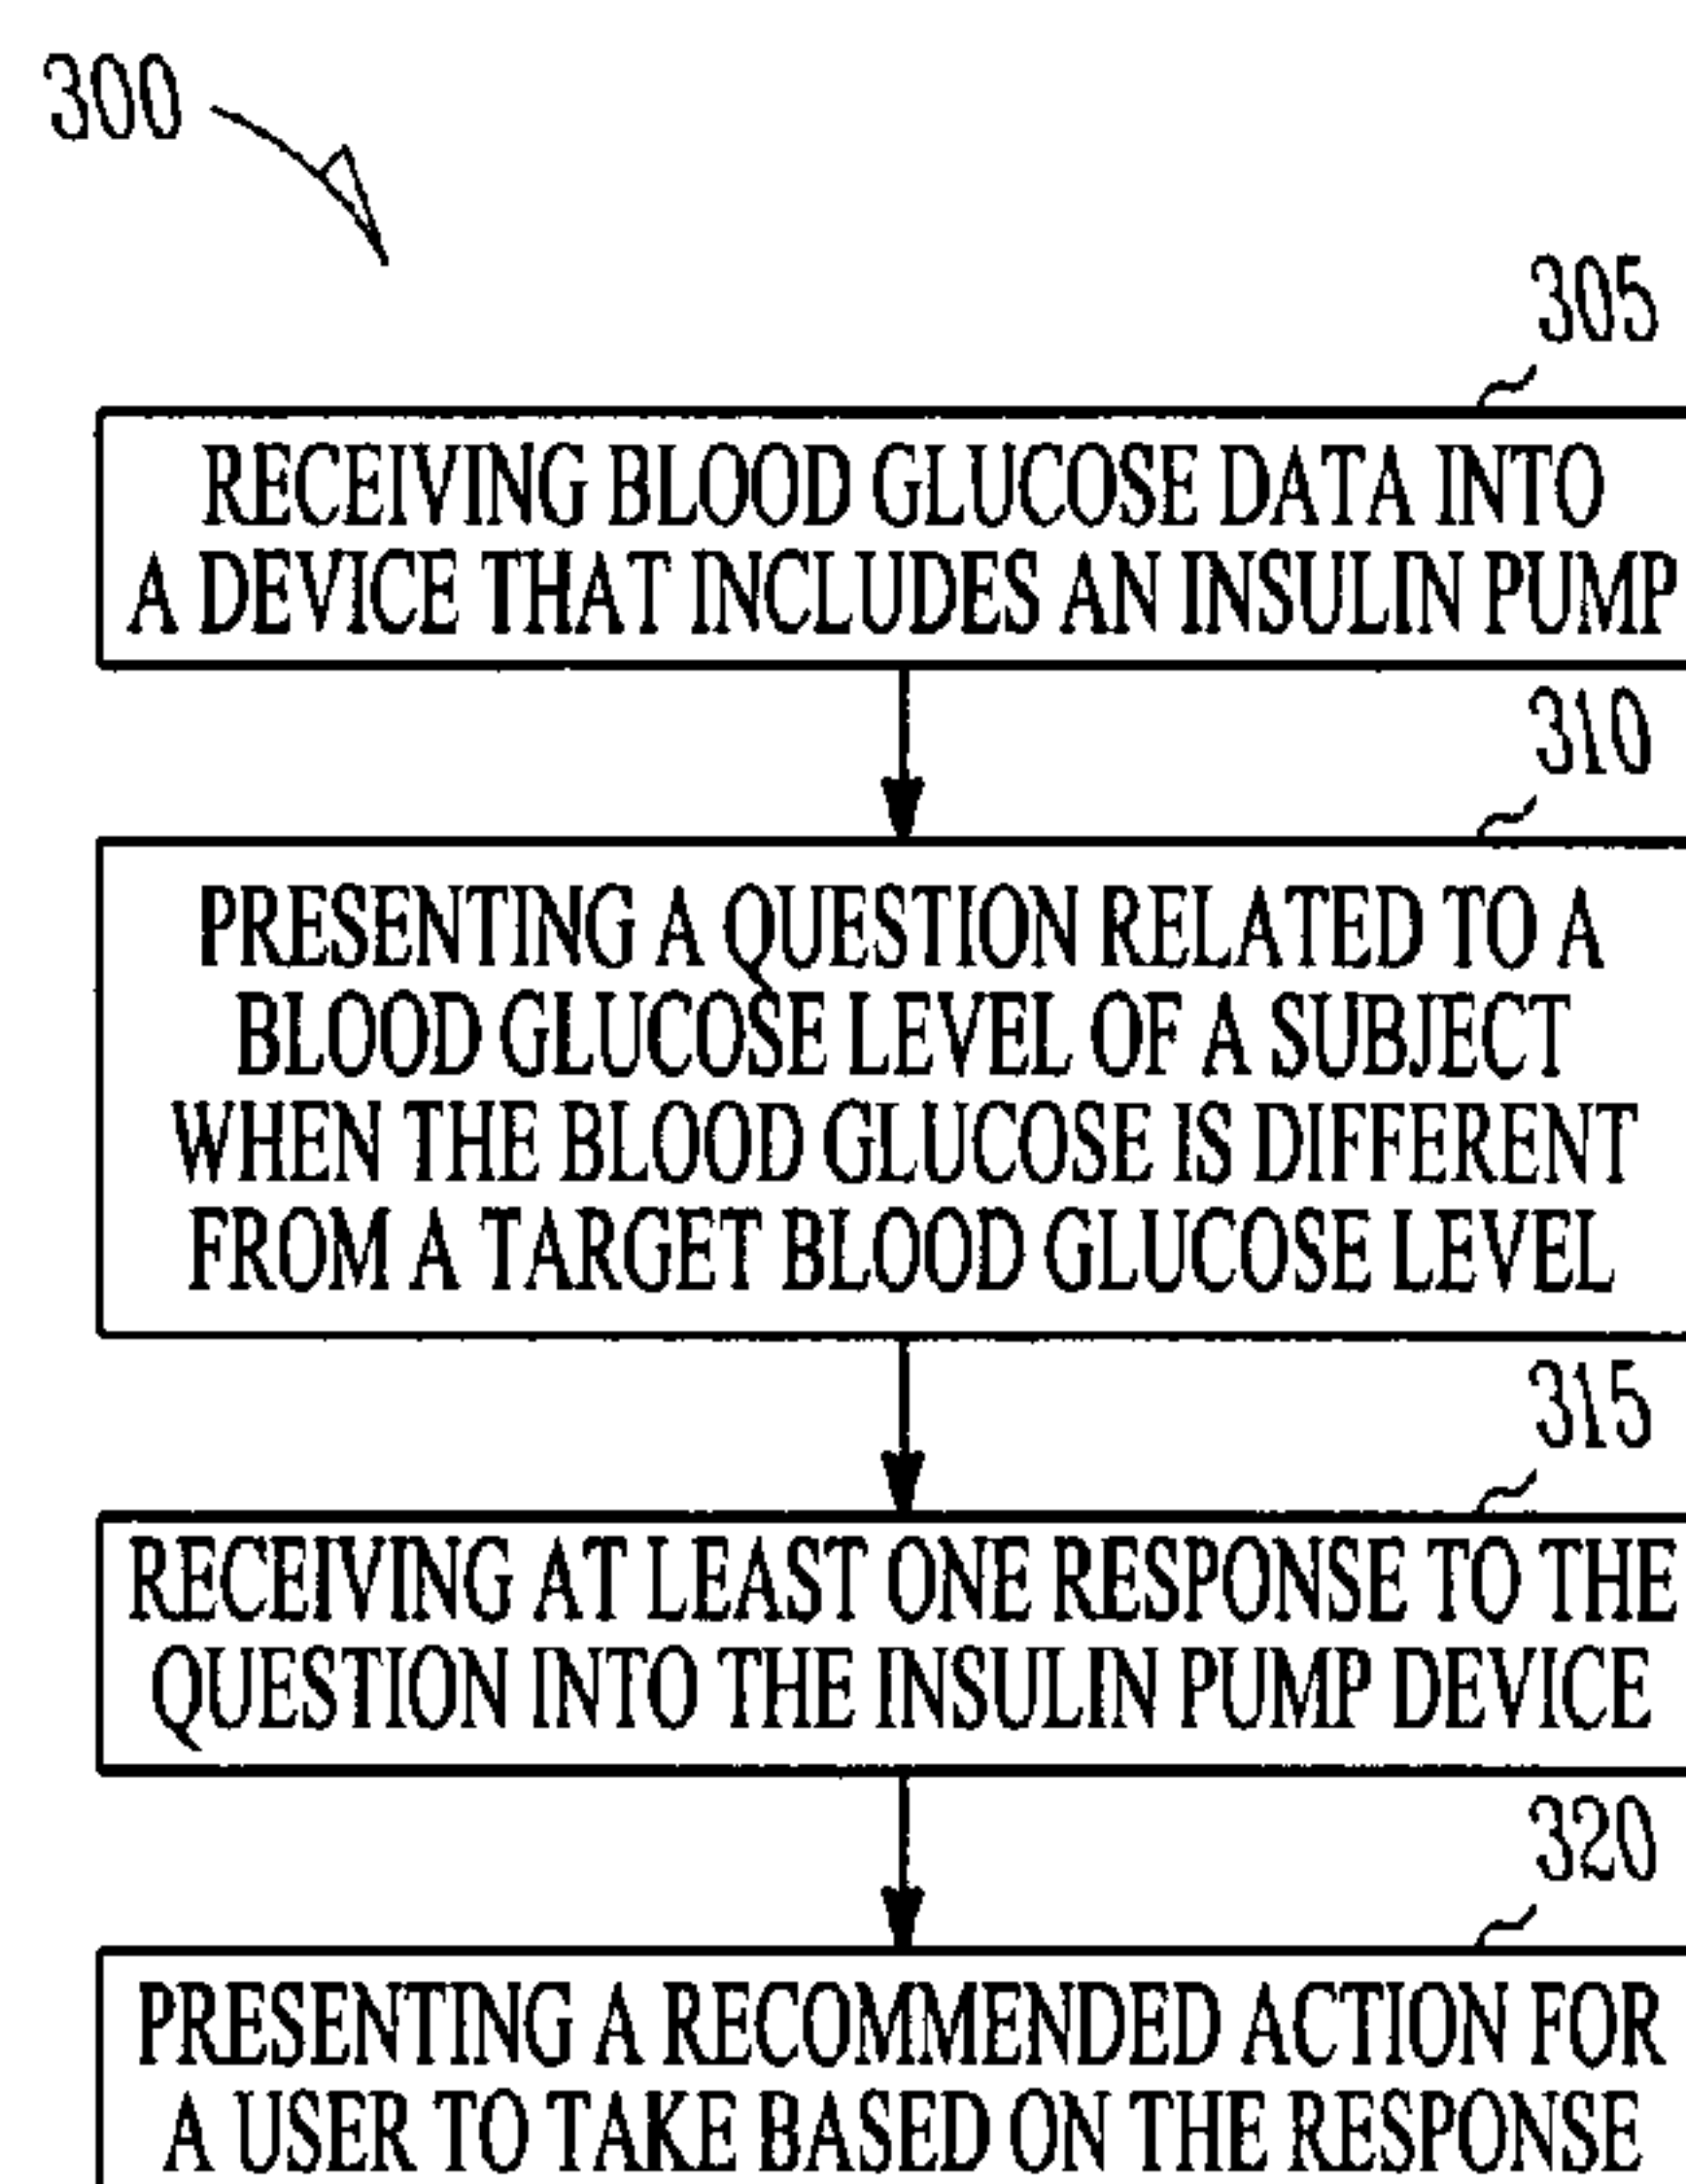 300
305
RECEIVING BLOOD GLUCOSE DATA INTO
A DEVICE THAT INCLUDES AN INSULIN PUMP
310
PRESENTING A QUESTION RELATED TO A
BLOOD GLUCOSE LEVEL OF A SUBJECT
WHEN THE BLOOD GLUCOSE IS DIFFERENT
FROM A TARGET BLOOD GLUCOSE LEVEL
315
RECEIVING AT LEAST ONE RESPONSE TO THE
QUESTION INTO THE INSULIN PUMP DEVICE
320
PRESENTING A RECOMMENDED ACTION FOR
A USER TO TAKE BASED ON THE RESPONSE